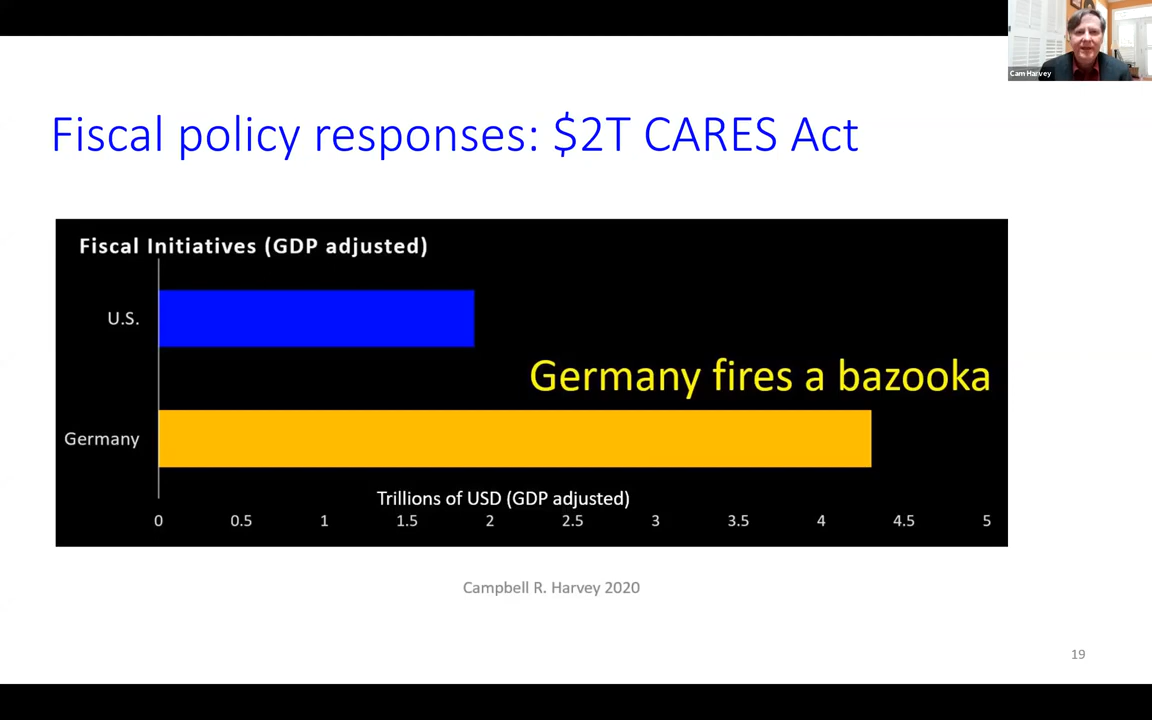 Cam Harvey
Fiscal policy responses: $2T CARES Act
Fiscal Initiatives (GDP adjusted)
U.S.
Germany fires a bazooka
Germany
Trillions of USD (GDP adjusted)
0 0.5 1 1.5 2 2.5 3 3.5 4 4.5 5
Campbell R. Harvey 2020
19